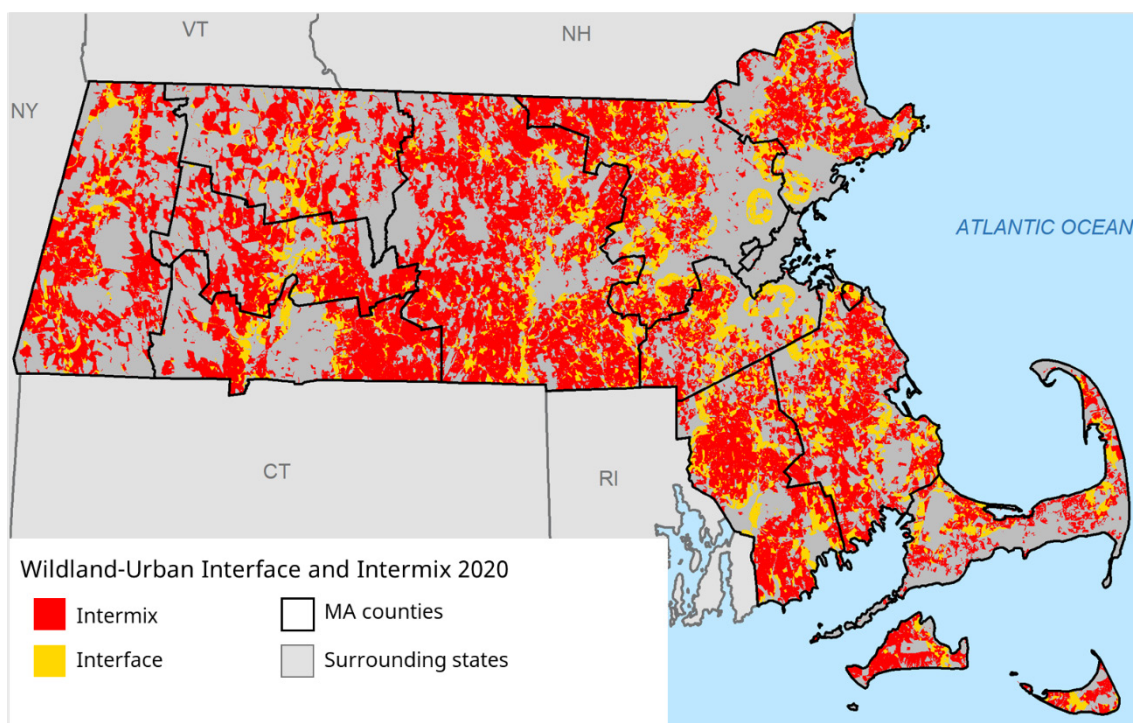 VT
NH
NY
ATLANTIC OCEAN
CT
RI
Wildland-Urban Interface and Intermix 2020
Intermix
MA counties
Interface
Surrounding states